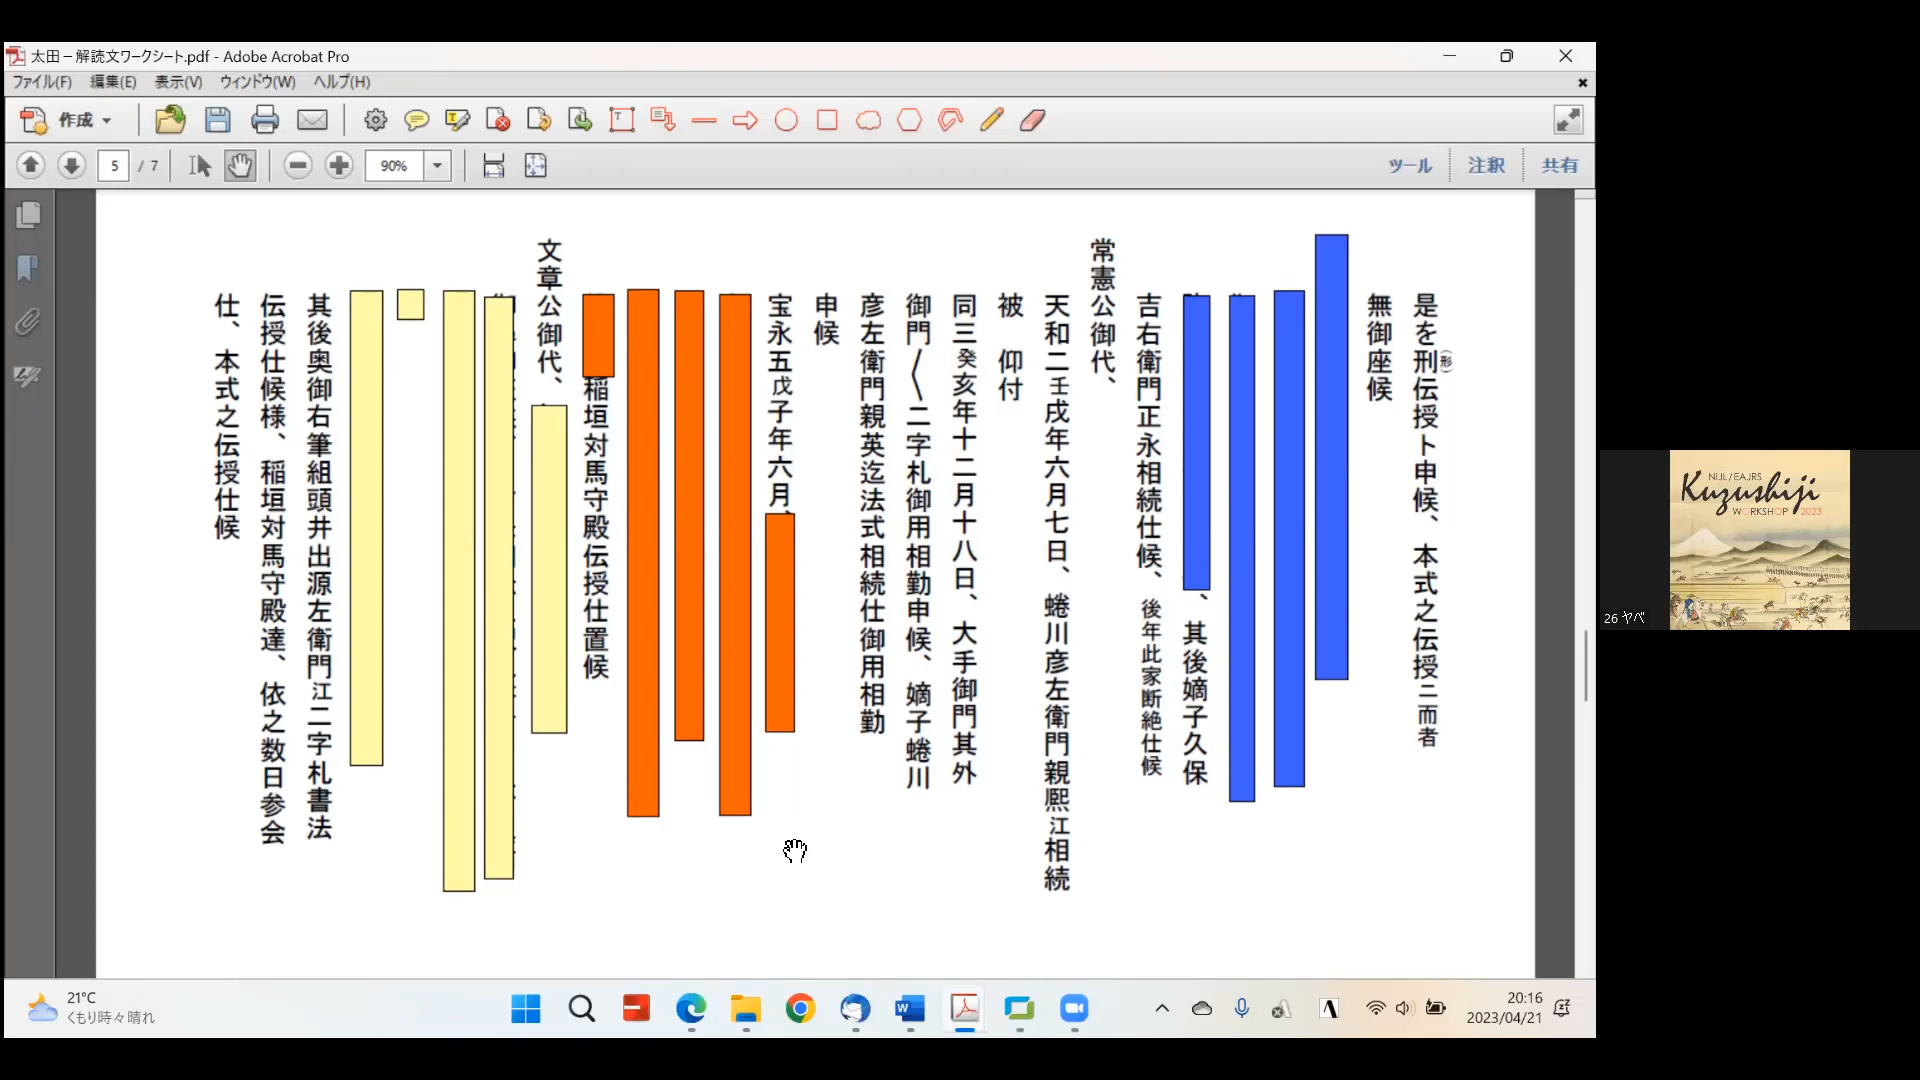 太田－解読文ワークシート.pdf - Adobe Acrobat Pro
ファイル(F) 編集(E) 表示(V) ウィンドウ(W) ヘルプ(H)
作成
5 / 7
90%
ツール 注釈 共有
是を刑(形)伝授ト申候、本式之伝授ニ而者
無御座候
、其後嫡子久保
吉右衛門正永相続仕候、後年此家断絶仕候
常憲公御代、
天和二壬戌年六月七日、蜷川彦左衛門親熈江相続
被 仰付
同三癸亥年十二月十八日、大手御門其外
御門〱二字札御用相勤申候、嫡子蜷川
彦左衛門親英迄法式相続仕御用相勤
申候
宝永五戊子年六月、
稲垣対馬守殿伝授仕置候
文章公御代、
其後奥御右筆組頭井出源左衛門江二字札書法
伝授仕候様、稲垣対馬守殿達、依之数日参会
仕、本式之伝授仕候
NIJL/EAJRS
Kuzushiji
WORKSHOP 2023
26 ヤベ
21°C
くもり時々晴れ
20:16
2023/04/21